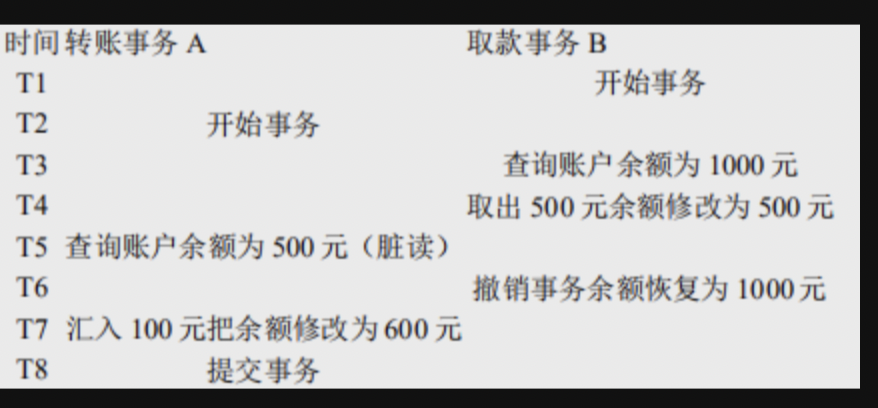 时间 转账事务 A 取款事务 B
T1 开始事务
T2 开始事务
T3 查询账户余额为 1000 元
T4 取出 500 元余额修改为 500 元
T5 查询账户余额为 500 元（脏读）
T6 撤销事务余额恢复为 1000 元
T7 汇入 100 元把余额修改为 600 元
T8 提交事务